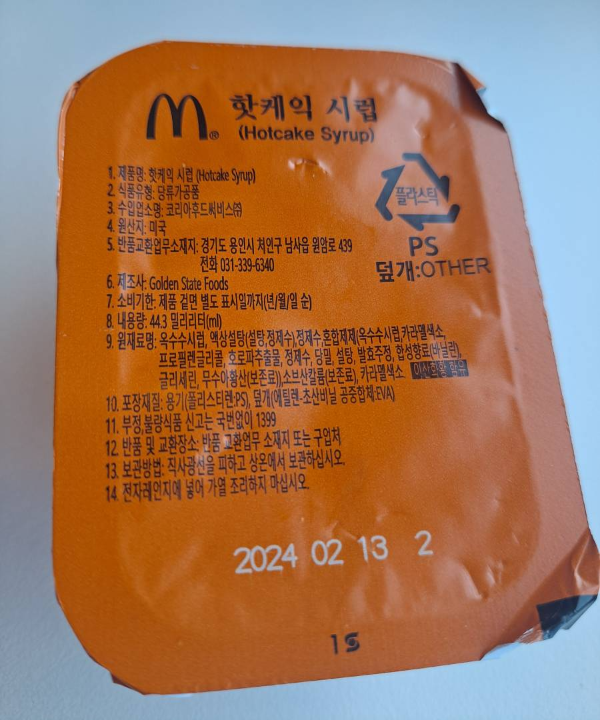 M®
핫케익 시럽
(Hotcake Syrup)
1. 제품명: 핫케익 시럽 (Hotcake Syrup)
2. 식품유형: 당류가공품
3. 수입업소명: 코리아후드써비스㈜
4. 원산지: 미국
5. 반품교환업무소재지: 경기도 용인시 처인구 남사읍 원암로 439
전화 031-339-6340
6. 제조사: Golden State Foods
7. 소비기한: 제품 겉면 별도 표시일까지(년/월/일 순)
8. 내용량: 44.3 밀리리터(ml)
9. 원재료명: 옥수수시럽, 액상설탕(설탕,정제수),정제수,혼합제제(옥수수시럽,카라멜색소,
프로필렌글리콜, 호로파추출물, 정제수, 당밀, 설탕, 발효주정, 합성향료(바닐린),
글리세린, 무수아황산(보존료)),소브산칼륨(보존료), 카라멜색소 이산화황 함유
10. 포장재질: 용기(폴리스티렌:PS), 덮개(에틸렌-초산비닐 공중합체:EVA)
11. 부정,불량식품 신고는 국번없이 1399
12. 반품 및 교환장소: 반품 교환업무 소재지 또는 구입처
13. 보관방법: 직사광선을 피하고 상온에서 보관하십시오.
14. 전자레인지에 넣어 가열 조리하지 마십시오.
플라스틱
PS
덮개:OTHER
2024 02 13 2
1S